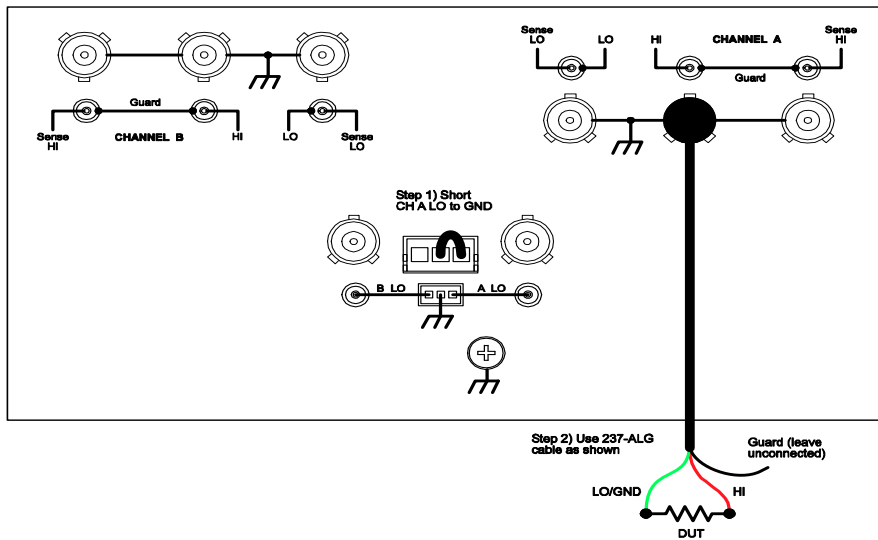 Sense
LO
LO
HI
CHANNEL A
Sense
HI
Guard
Guard
Sense
HI
CHANNEL B
HI
LO
Sense
LO
Step 1) Short
CH A LO to GND
B LO
A LO
Step 2) Use 237-ALG
cable as shown
Guard (leave
unconnected)
LO/GND
HI
DUT